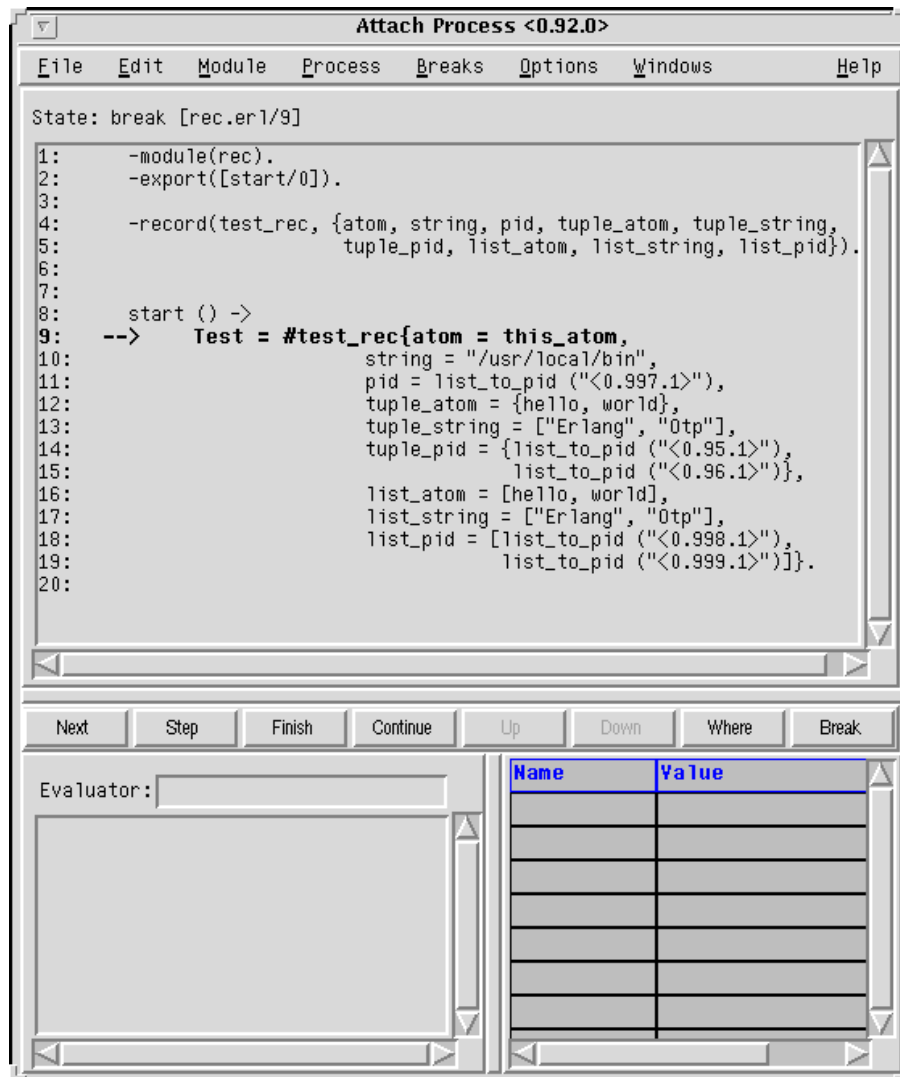 Attach Process <0.92.0>
File Edit Module Process Breaks Options Windows Help
State: break [rec.erl/9]
1: -module(rec).
2: -export([start/0]).
3:
4: -record(test_rec, {atom, string, pid, tuple_atom, tuple_string,
5: tuple_pid, list_atom, list_string, list_pid}).
6:
7:
8: start () ->
9: --> Test = #test_rec{atom = this_atom,
10: string = "/usr/local/bin",
11: pid = list_to_pid ("<0.997.1>"),
12: tuple_atom = {hello, world},
13: tuple_string = ["Erlang", "Otp"],
14: tuple_pid = {list_to_pid ("<0.95.1>"),
15: list_to_pid ("<0.96.1>")},
16: list_atom = [hello, world],
17: list_string = ["Erlang", "Otp"],
18: list_pid = [list_to_pid ("<0.998.1>"),
19: list_to_pid ("<0.999.1>")]}.
20:
Next Step Finish Continue Up Down Where Break
Evaluator:
Name Value